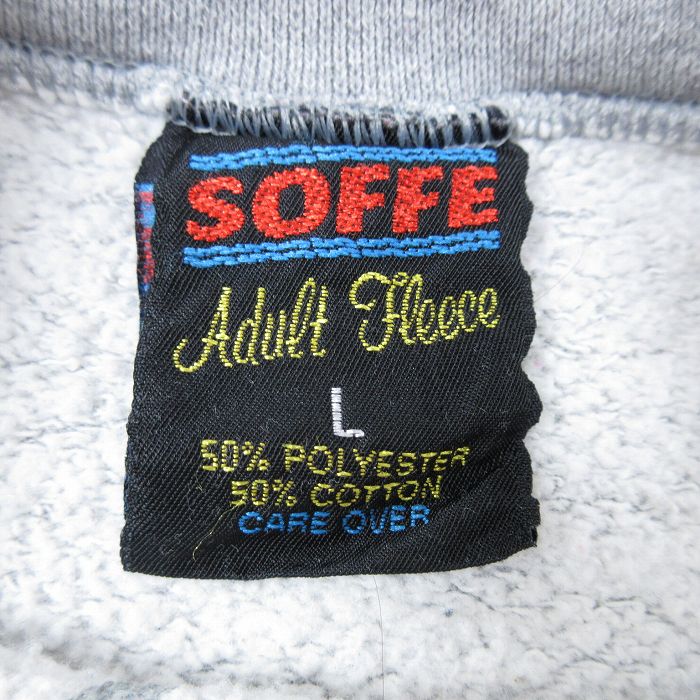 SOFFE
Adult Fleece
L
50% POLYESTER
50% COTTON
CARE OVER